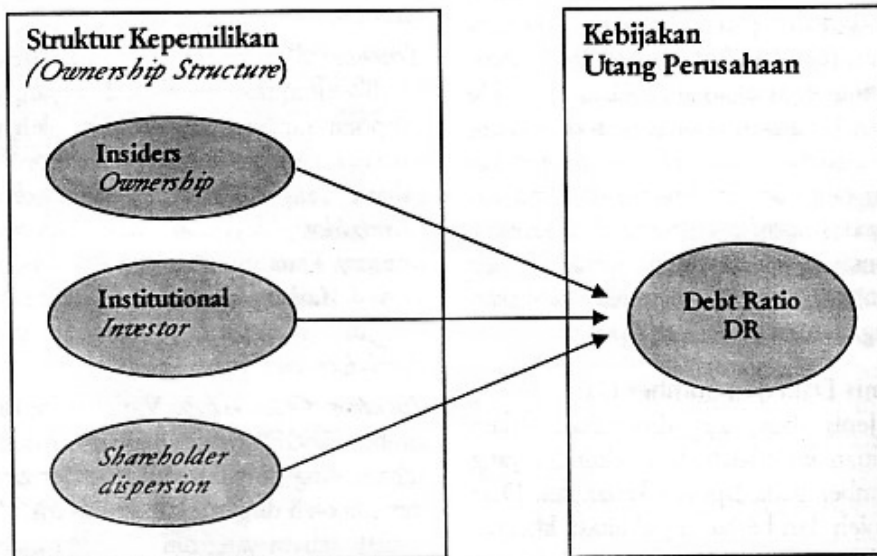 Struktur Kepemilikan
(Ownership Structure)
Insiders
Ownership
Institutional
Investor
Shareholder
dispersion
Kebijakan
Utang Perusahaan
Debt Ratio
DR